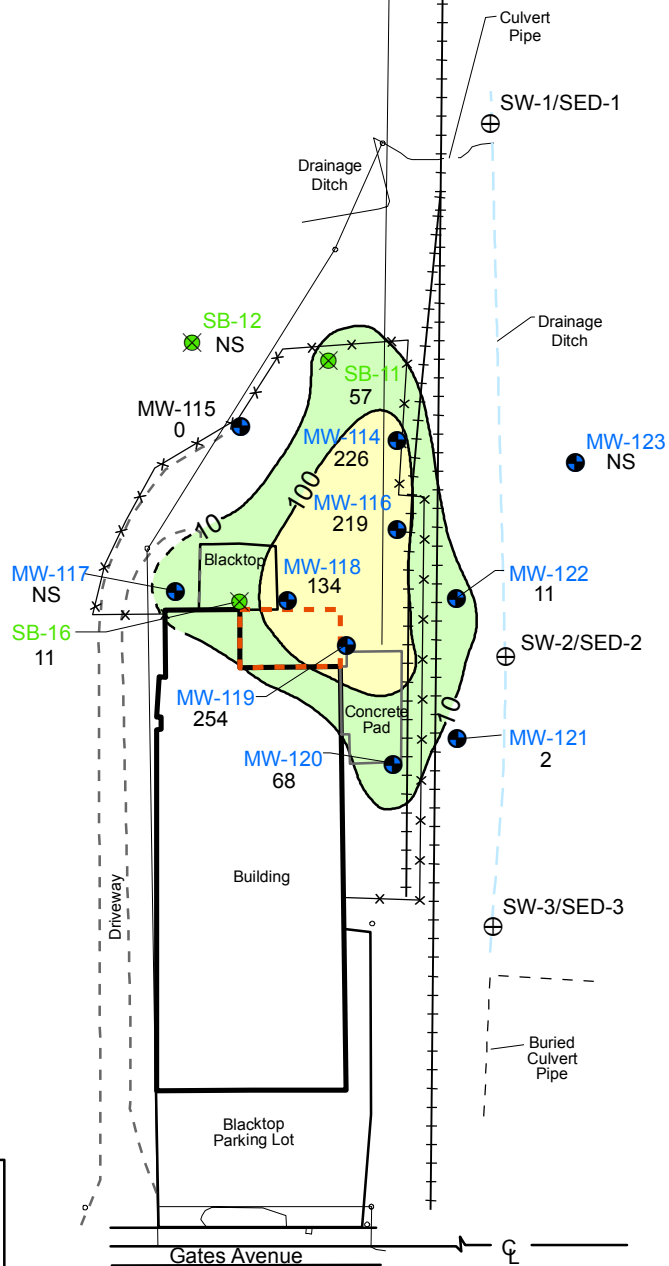 Culvert
Pipe
SW-1/SED-1
Drainage
Ditch
SB-12
NS
Drainage
Ditch
SB-11
57
MW-115
0
MW-114
226
MW-123
NS
100
10
MW-116
219
Blacktop
MW-118
134
MW-117
NS
MW-122
11
SB-16
11
SW-2/SED-2
MW-119
254
Concrete
Pad
10
MW-121
2
MW-120
68
Building
Driveway
SW-3/SED-3
Buried
Culvert
Pipe
Blacktop
Parking Lot
Gates Avenue
℄